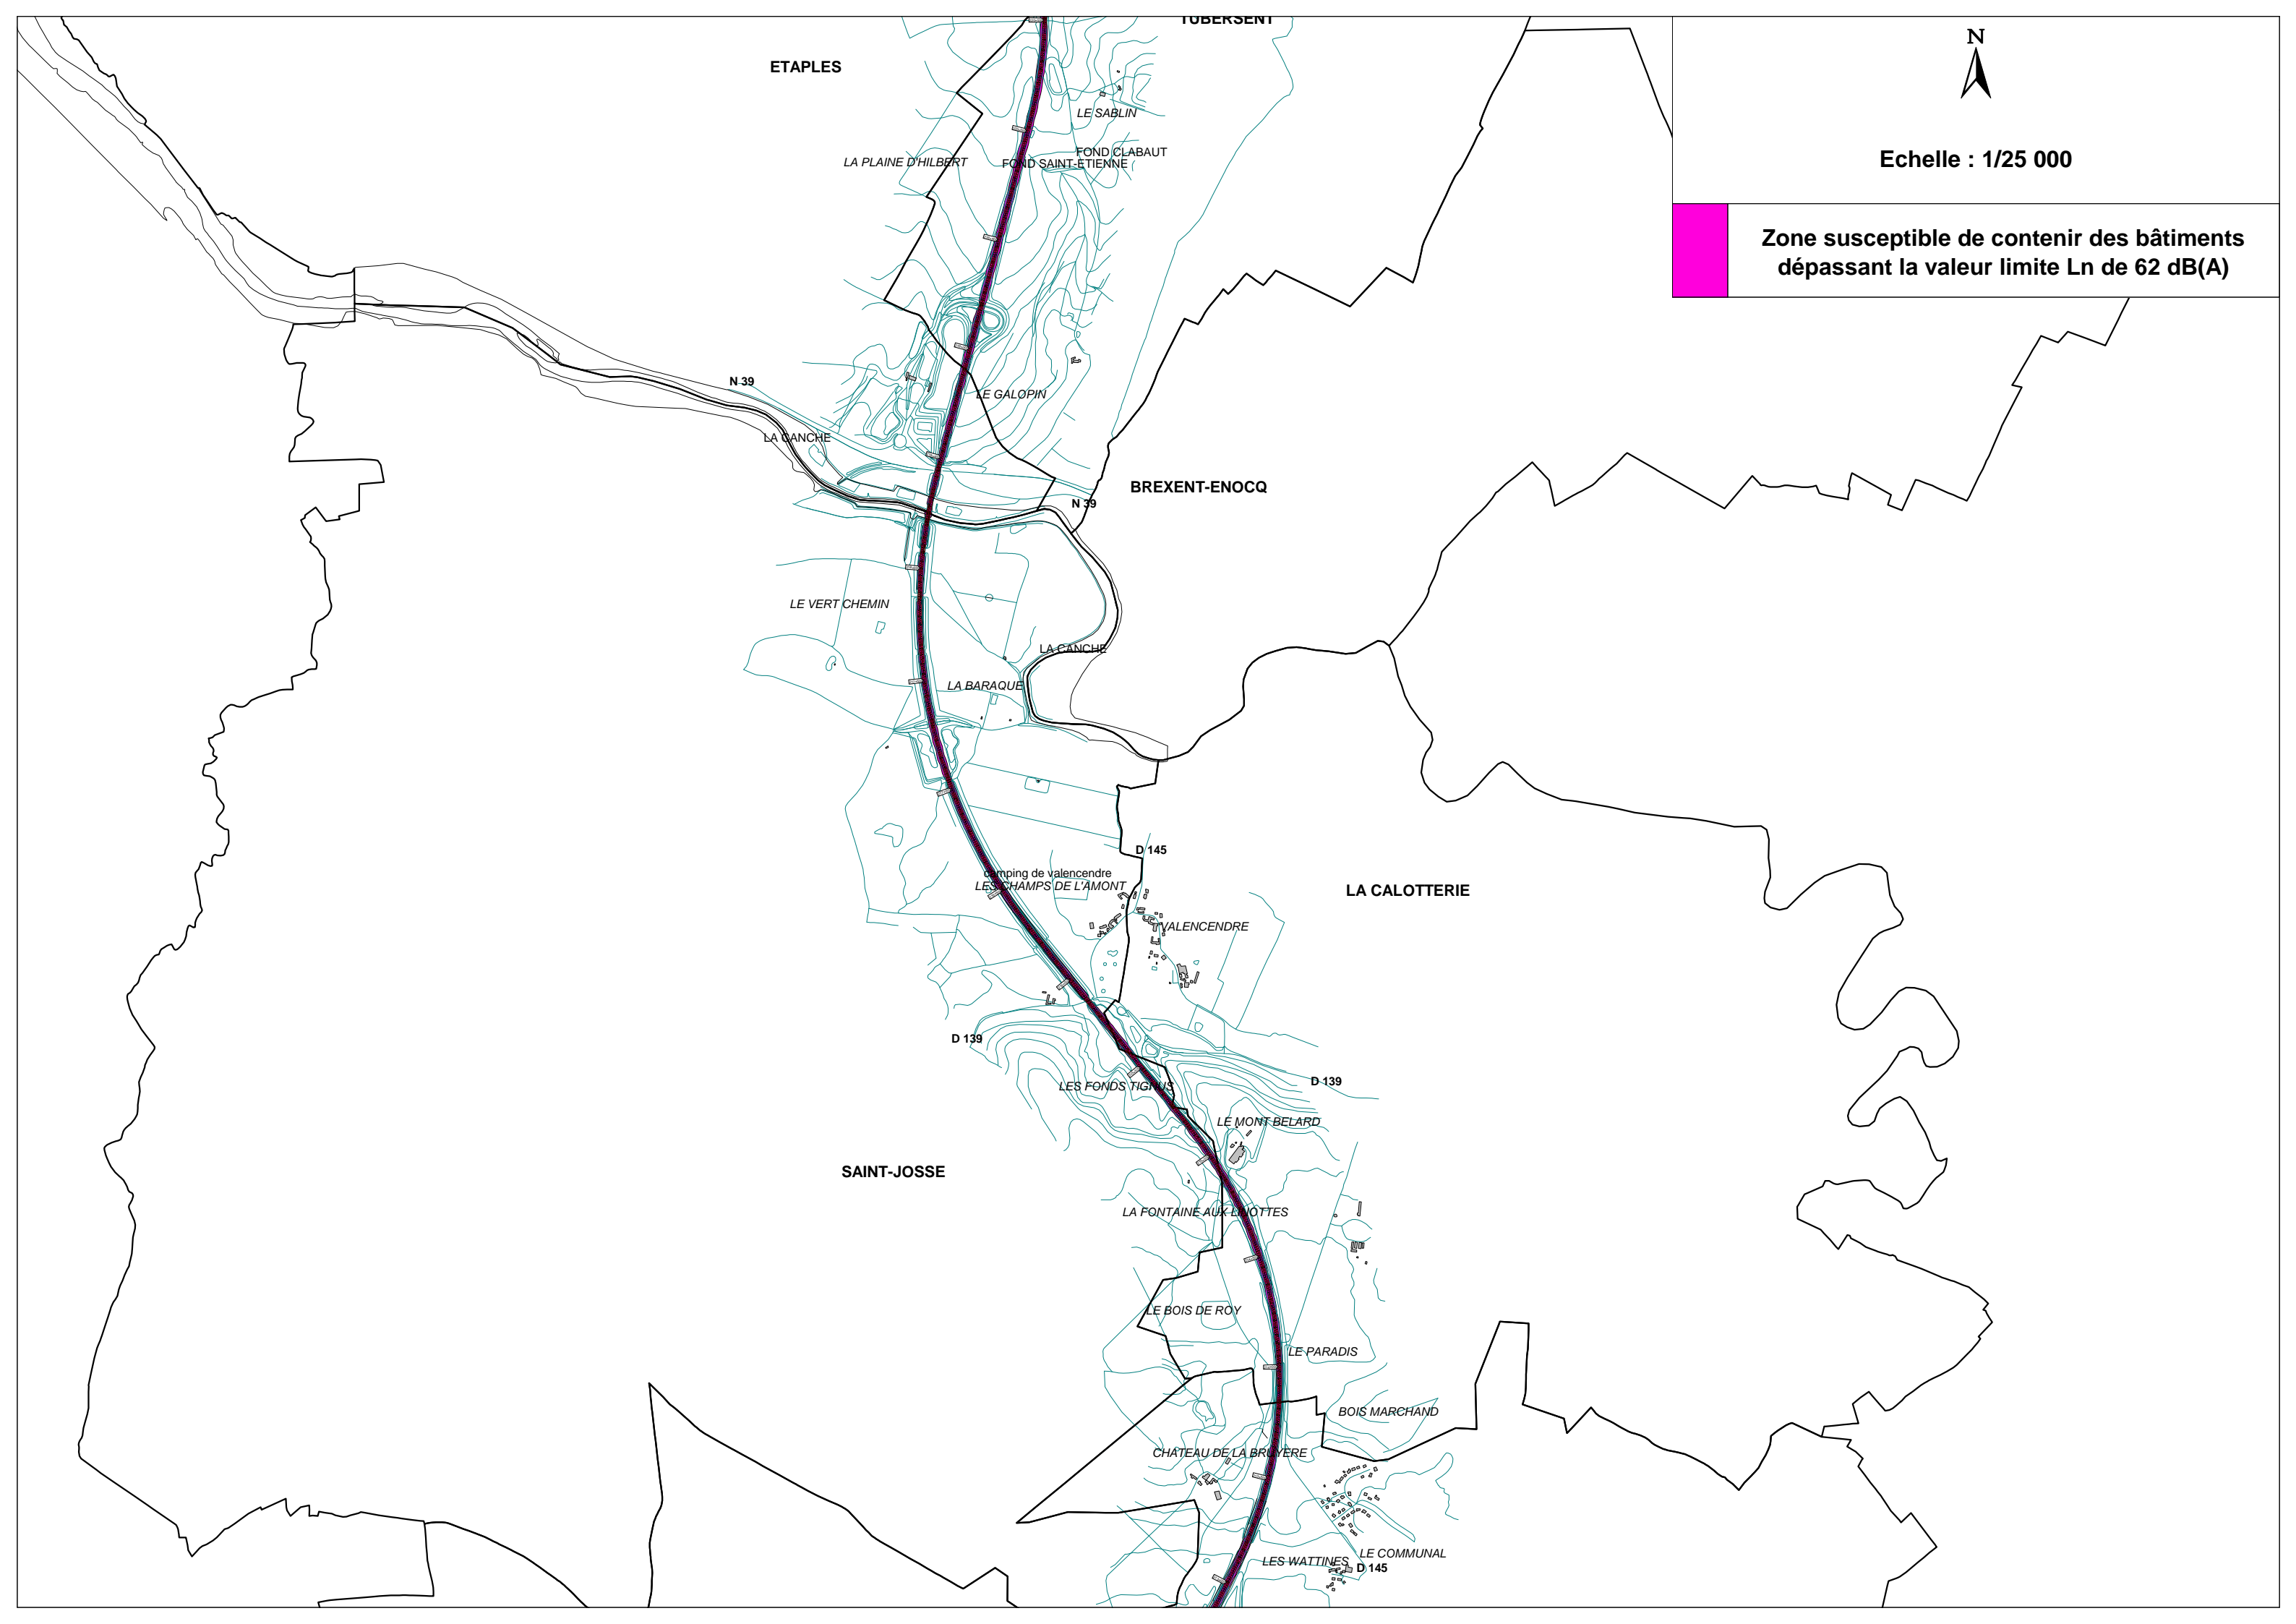 TUBERSENT
N
ETAPLES
LE SABLIN
Echelle : 1/25 000
FOND CLABAUT
LA PLAINE D'HILBERT
FOND SAINT-ETIENNE
Zone susceptible de contenir des bâtiments
dépassant la valeur limite Ln de 62 dB(A)
N 39
LE GALOPIN
LA CANCHE
BREXENT-ENOCQ
N 39
LE VERT CHEMIN
LA CANCHE
LA BARAQUE
D 145
camping de valencendre
LES CHAMPS DE L'AMONT
LA CALOTTERIE
VALENCENDRE
D 139
D 139
LES FONDS TIGNUS
LE MONT BELARD
SAINT-JOSSE
LA FONTAINE AUX LINOTTES
LE BOIS DE ROY
LE PARADIS
BOIS MARCHAND
CHATEAU DE LA BRUYERE
LE COMMUNAL
LES WATTINES
D 145